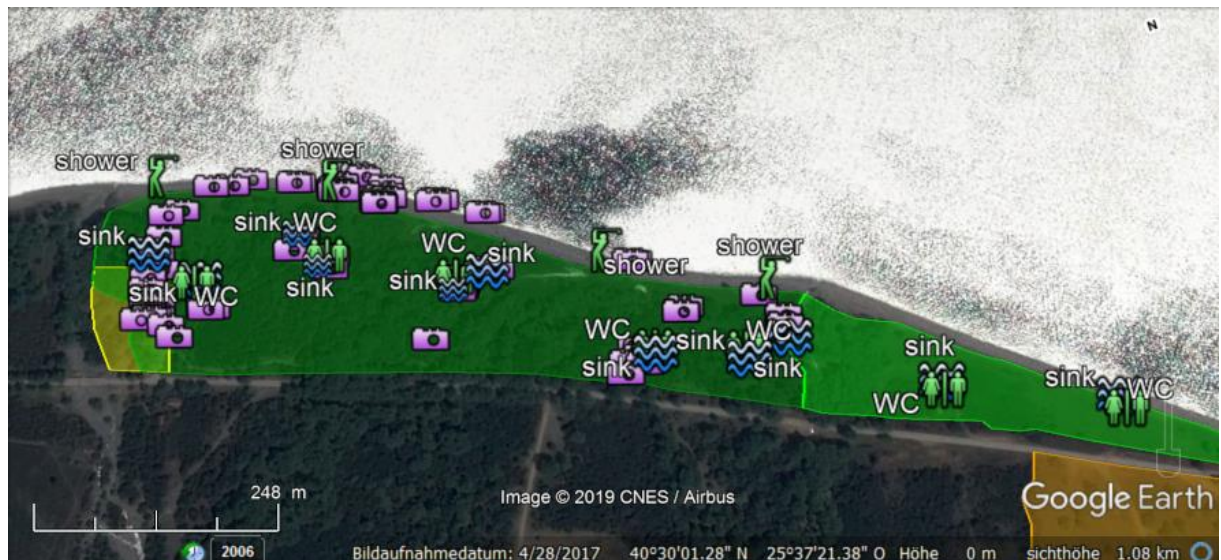 N
shower
shower
sink
sink WC
WC
sink
shower
shower
sink
sink
sink
WC
WC
sink
WC
sink
sink
sink
WC
sink
WC
248 m
Image © 2019 CNES / Airbus
Google Earth
2006
Bildaufnahmedatum: 4/28/2017 40°30'01.28" N 25°37'21.38" O Höhe 0 m sichthöhe 1.08 km